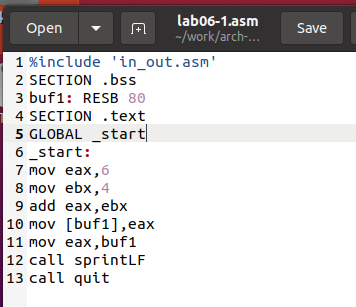 Open
lab06-1.asm
~/work/arch-...
Save
1 %include 'in_out.asm'
2 SECTION .bss
3 buf1: RESB 80
4 SECTION .text
5 GLOBAL _start
6 _start:
7 mov eax,6
8 mov ebx,4
9 add eax,ebx
10 mov [buf1],eax
11 mov eax,buf1
12 call sprintLF
13 call quit